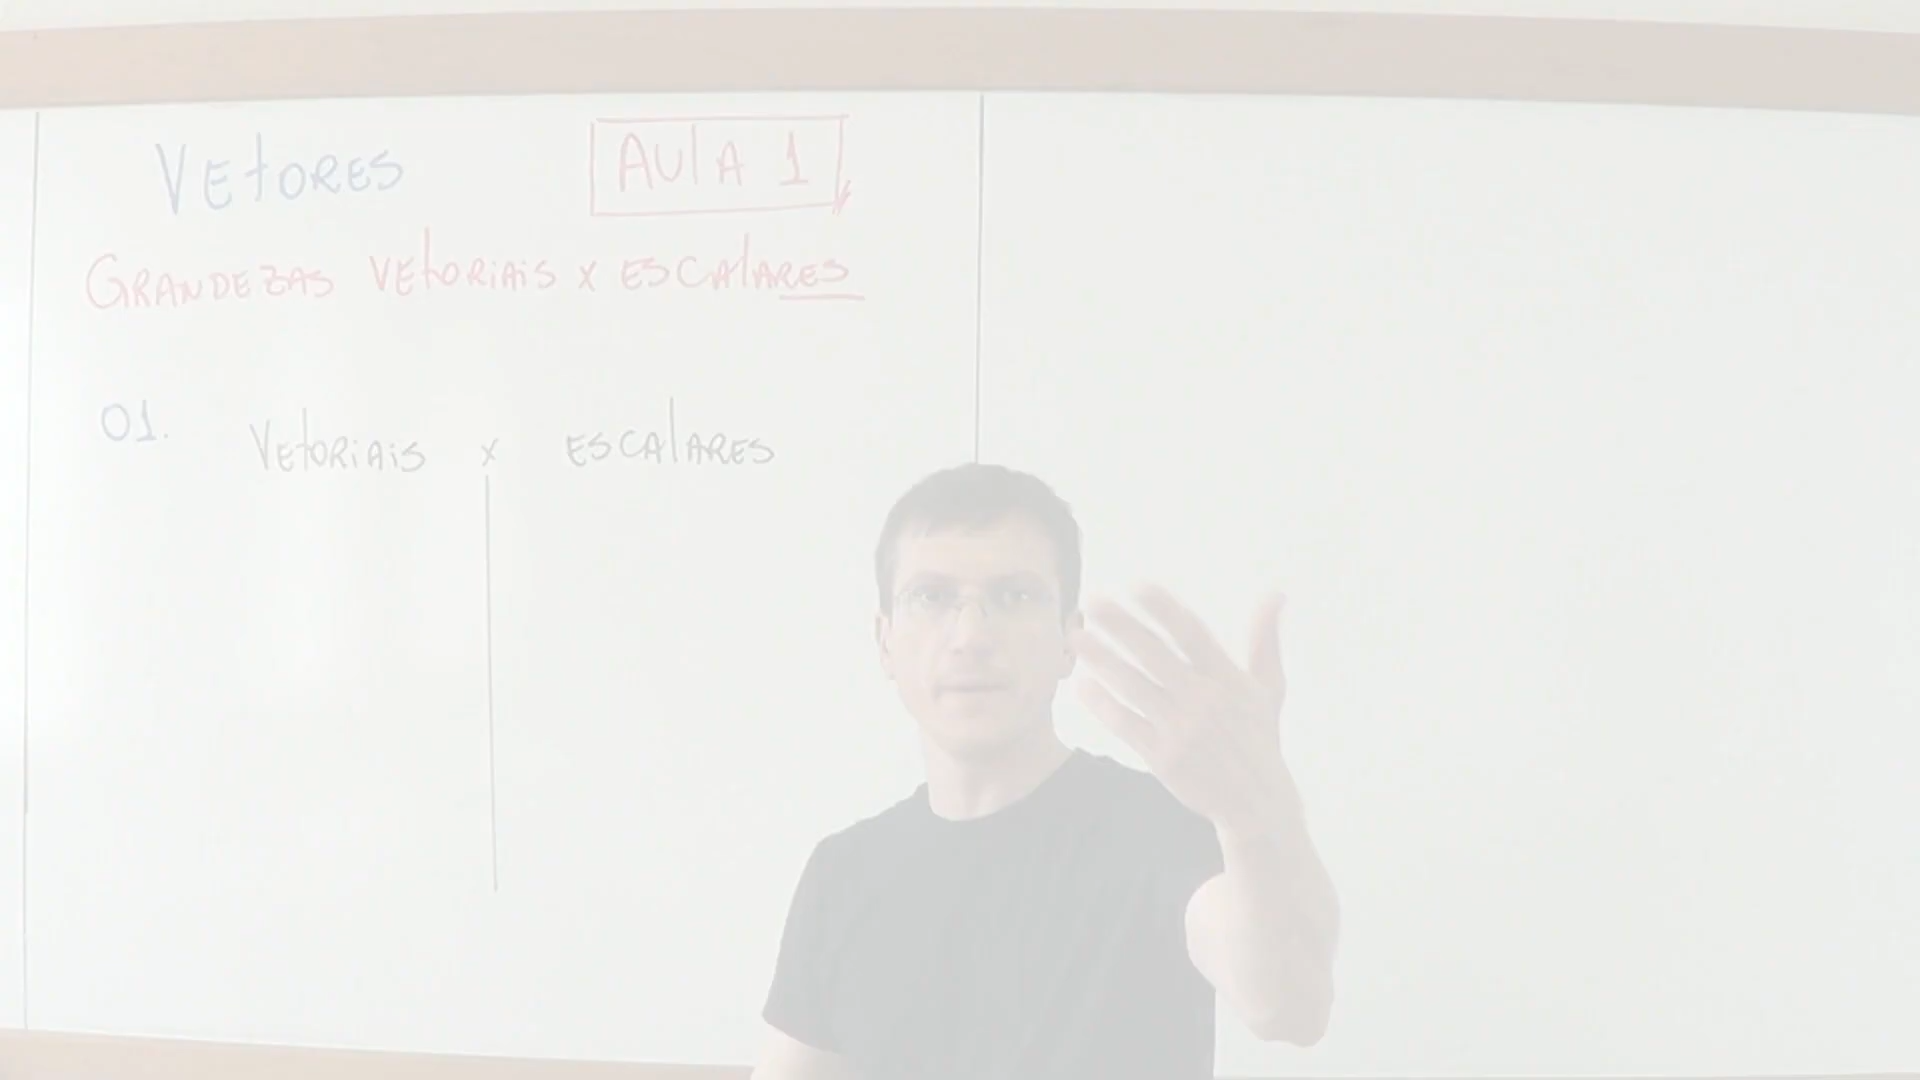 Vetores Aula 1
Grandezas vetoriais x escalares
01. Vetoriais x escalares